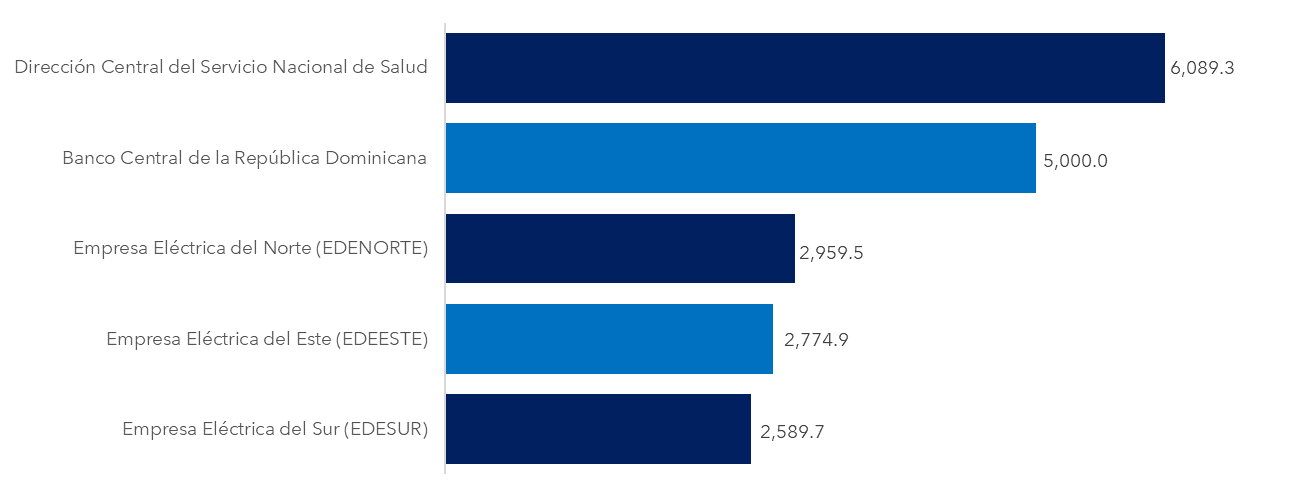 Dirección Central del Servicio Nacional de Salud 6,089.3
Banco Central de la República Dominicana 5,000.0
Empresa Eléctrica del Norte (EDENORTE) 2,959.5
Empresa Eléctrica del Este (EDEESTE) 2,774.9
Empresa Eléctrica del Sur (EDESUR) 2,589.7